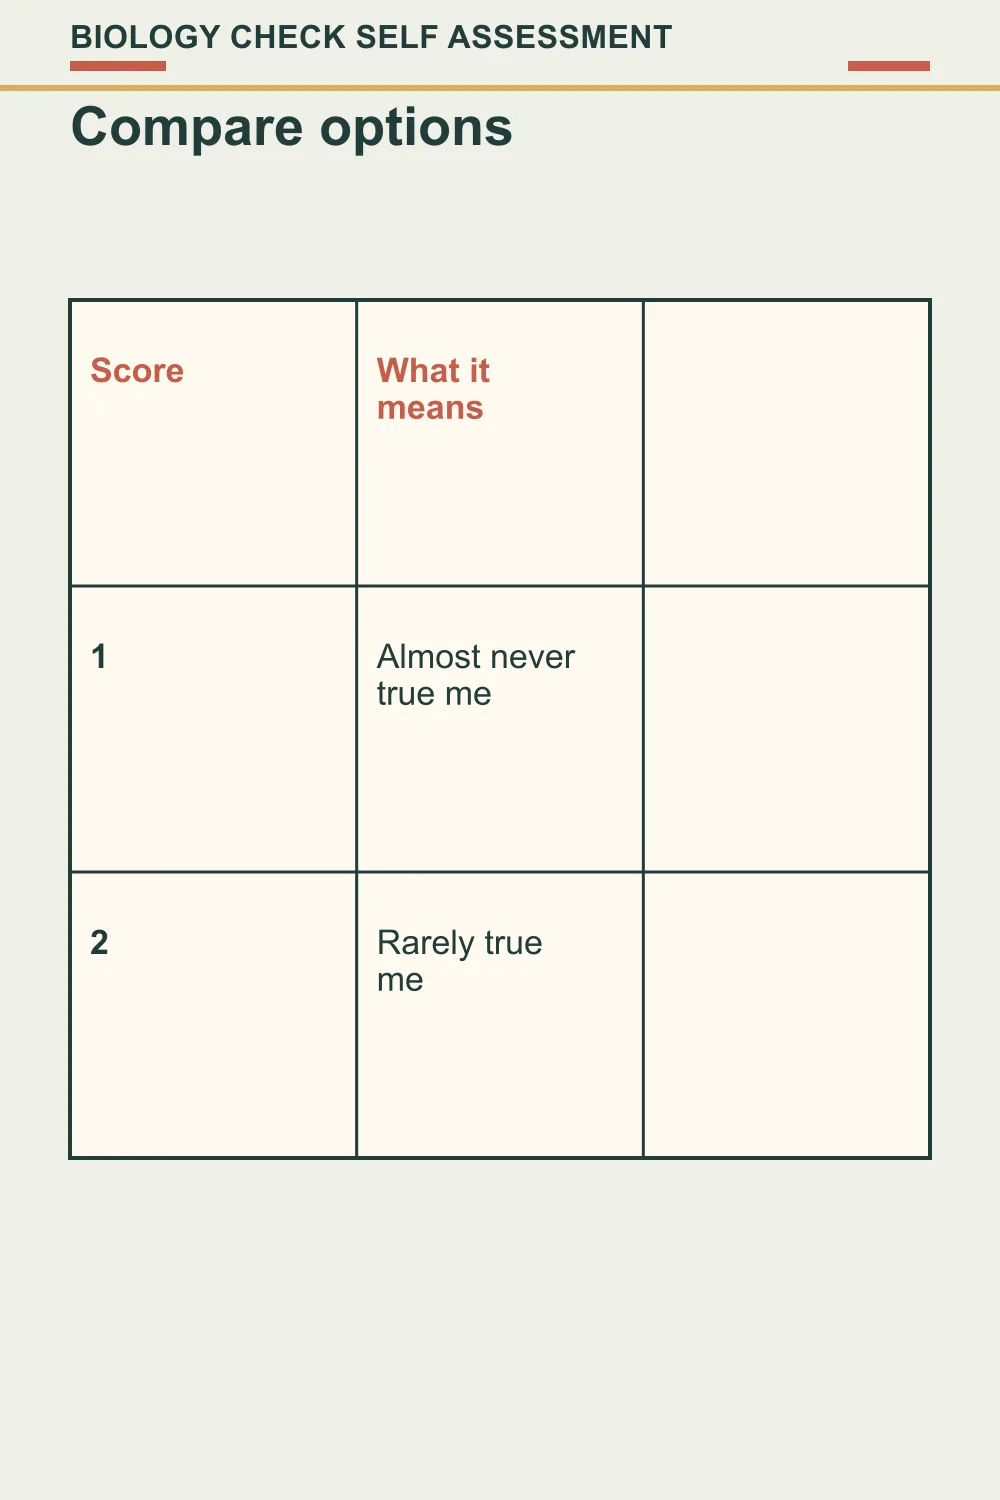 BIOLOGY CHECK SELF ASSESSMENT
Compare options
Score
What it
means
1
Almost never
true me
2
Rarely true
me